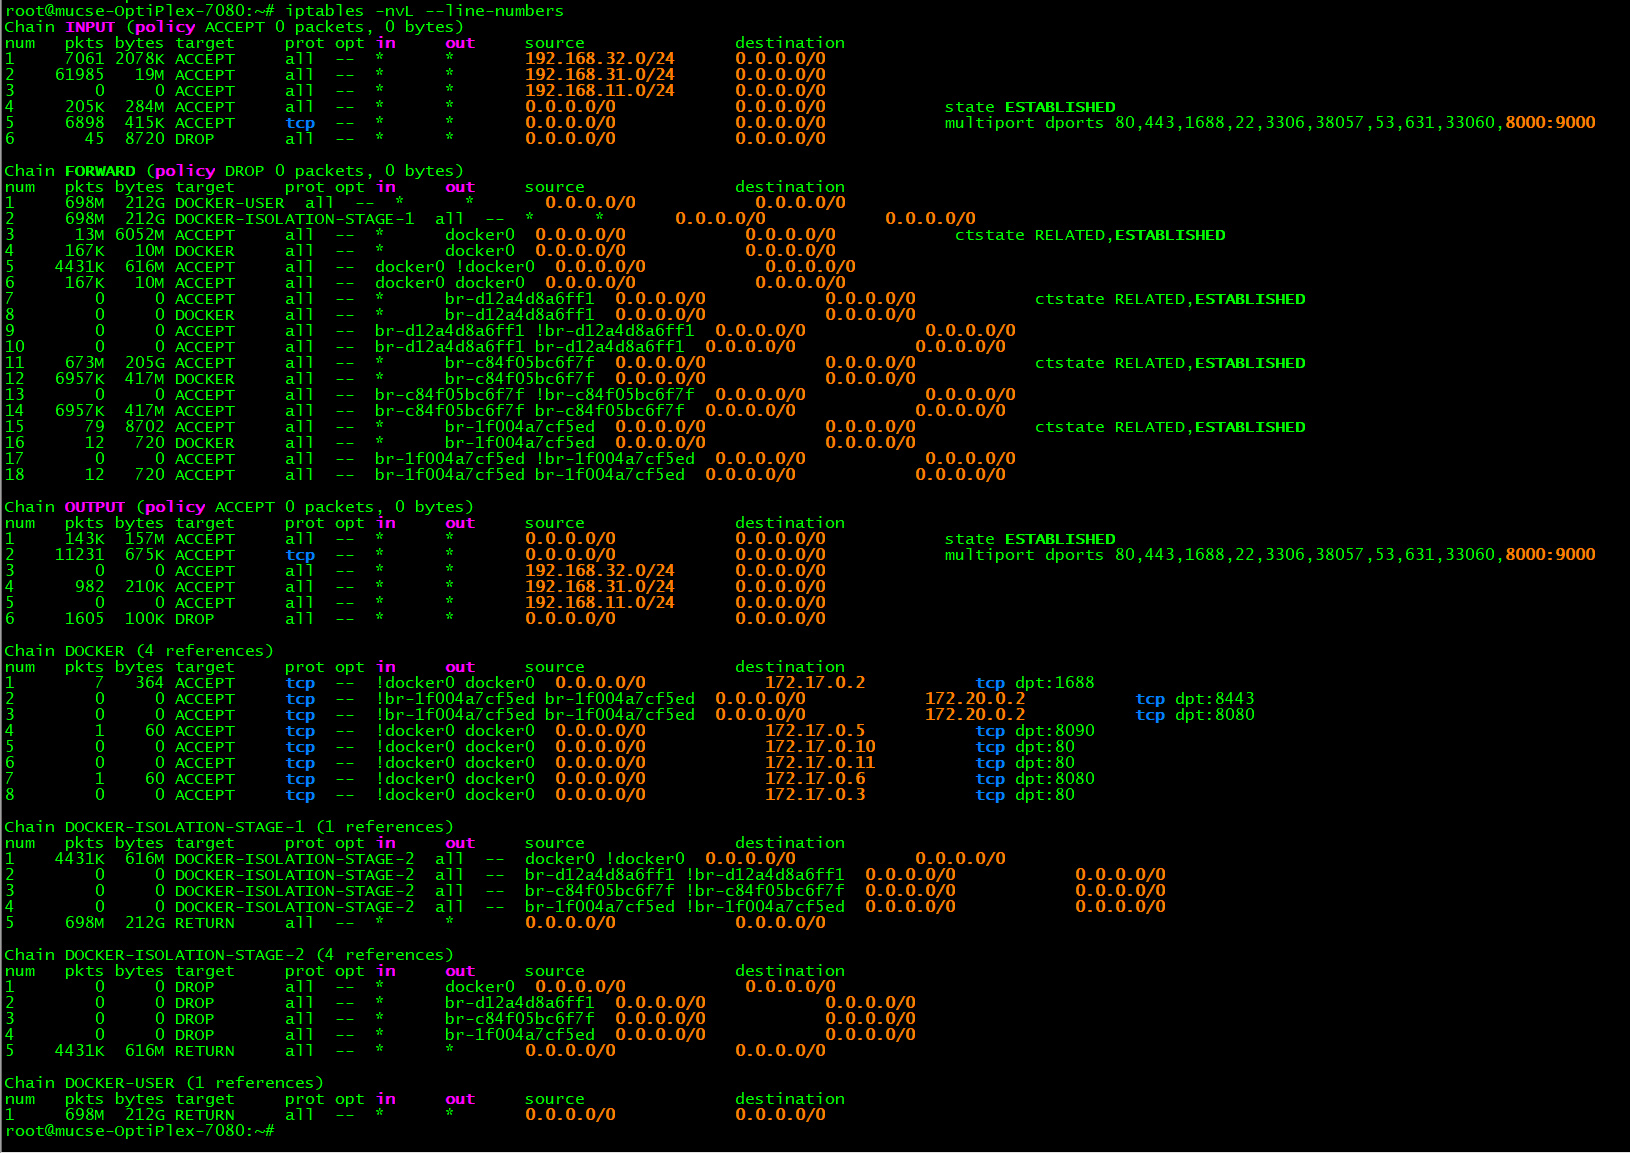 root@mucse-OptiPlex-7080:~# iptables -nvL --line-numbers
Chain INPUT (policy ACCEPT 0 packets, 0 bytes)
num   pkts bytes target     prot opt in     out     source               destination
1     7061 2078K ACCEPT     all  --  *      *       192.168.32.0/24      0.0.0.0/0
2    61985   19M ACCEPT     all  --  *      *       192.168.31.0/24      0.0.0.0/0
3        0     0 ACCEPT     all  --  *      *       192.168.11.0/24      0.0.0.0/0
4     205K  284M ACCEPT     all  --  *      *       0.0.0.0/0            0.0.0.0/0            state ESTABLISHED
5     6898  415K ACCEPT     tcp  --  *      *       0.0.0.0/0            0.0.0.0/0            multiport dports 80,443,1688,22,3306,38057,53,631,33060,8000:9000
6       45  8720 DROP       all  --  *      *       0.0.0.0/0            0.0.0.0/0
Chain FORWARD (policy DROP 0 packets, 0 bytes)
num   pkts bytes target     prot opt in     out     source               destination
1     698M  212G DOCKER-USER  all  --  *      *       0.0.0.0/0            0.0.0.0/0
2     698M  212G DOCKER-ISOLATION-STAGE-1  all  --  *      *       0.0.0.0/0            0.0.0.0/0
3      13M 6052M ACCEPT     all  --  *      docker0  0.0.0.0/0            0.0.0.0/0            ctstate RELATED,ESTABLISHED
4     167K   10M DOCKER     all  --  *      docker0  0.0.0.0/0            0.0.0.0/0
5    4431K  616M ACCEPT     all  --  docker0 !docker0  0.0.0.0/0            0.0.0.0/0
6     167K   10M ACCEPT     all  --  docker0 docker0  0.0.0.0/0            0.0.0.0/0
7        0     0 ACCEPT     all  --  *      br-d12a4d8a6ff1  0.0.0.0/0            0.0.0.0/0            ctstate RELATED,ESTABLISHED
8        0     0 DOCKER     all  --  *      br-d12a4d8a6ff1  0.0.0.0/0            0.0.0.0/0
9        0     0 ACCEPT     all  --  br-d12a4d8a6ff1 !br-d12a4d8a6ff1  0.0.0.0/0            0.0.0.0/0
10       0     0 ACCEPT     all  --  br-d12a4d8a6ff1 br-d12a4d8a6ff1  0.0.0.0/0            0.0.0.0/0
11    673M  205G ACCEPT     all  --  *      br-c84f05bc6f7f  0.0.0.0/0            0.0.0.0/0            ctstate RELATED,ESTABLISHED
12   6957K  417M DOCKER     all  --  *      br-c84f05bc6f7f  0.0.0.0/0            0.0.0.0/0
13       0     0 ACCEPT     all  --  br-c84f05bc6f7f !br-c84f05bc6f7f  0.0.0.0/0            0.0.0.0/0
14   6957K  417M ACCEPT     all  --  br-c84f05bc6f7f br-c84f05bc6f7f  0.0.0.0/0            0.0.0.0/0
15      79  8702 ACCEPT     all  --  *      br-1f004a7cf5ed  0.0.0.0/0            0.0.0.0/0            ctstate RELATED,ESTABLISHED
16      12   720 DOCKER     all  --  *      br-1f004a7cf5ed  0.0.0.0/0            0.0.0.0/0
17       0     0 ACCEPT     all  --  br-1f004a7cf5ed !br-1f004a7cf5ed  0.0.0.0/0            0.0.0.0/0
18      12   720 ACCEPT     all  --  br-1f004a7cf5ed br-1f004a7cf5ed  0.0.0.0/0            0.0.0.0/0
Chain OUTPUT (policy ACCEPT 0 packets, 0 bytes)
num   pkts bytes target     prot opt in     out     source               destination
1     143K  157M ACCEPT     all  --  *      *       0.0.0.0/0            0.0.0.0/0            state ESTABLISHED
2    11231  675K ACCEPT     tcp  --  *      *       0.0.0.0/0            0.0.0.0/0            multiport dports 80,443,1688,22,3306,38057,53,631,33060,8000:9000
3        0     0 ACCEPT     all  --  *      *       192.168.32.0/24      0.0.0.0/0
4      982  210K ACCEPT     all  --  *      *       192.168.31.0/24      0.0.0.0/0
5        0     0 ACCEPT     all  --  *      *       192.168.11.0/24      0.0.0.0/0
6     1605  100K DROP       all  --  *      *       0.0.0.0/0            0.0.0.0/0
Chain DOCKER (4 references)
num   pkts bytes target     prot opt in     out     source               destination
1        7   364 ACCEPT     tcp  --  !docker0 docker0  0.0.0.0/0            172.17.0.2           tcp dpt:1688
2        0     0 ACCEPT     tcp  --  !br-1f004a7cf5ed br-1f004a7cf5ed  0.0.0.0/0            172.20.0.2           tcp dpt:8443
3        0     0 ACCEPT     tcp  --  !br-1f004a7cf5ed br-1f004a7cf5ed  0.0.0.0/0            172.20.0.2           tcp dpt:8080
4        1    60 ACCEPT     tcp  --  !docker0 docker0  0.0.0.0/0            172.17.0.5           tcp dpt:8090
5        0     0 ACCEPT     tcp  --  !docker0 docker0  0.0.0.0/0            172.17.0.10          tcp dpt:80
6        0     0 ACCEPT     tcp  --  !docker0 docker0  0.0.0.0/0            172.17.0.11          tcp dpt:80
7        1    60 ACCEPT     tcp  --  !docker0 docker0  0.0.0.0/0            172.17.0.6           tcp dpt:8080
8        0     0 ACCEPT     tcp  --  !docker0 docker0  0.0.0.0/0            172.17.0.3           tcp dpt:80
Chain DOCKER-ISOLATION-STAGE-1 (1 references)
num   pkts bytes target     prot opt in     out     source               destination
1    4431K  616M DOCKER-ISOLATION-STAGE-2  all  --  docker0 !docker0  0.0.0.0/0            0.0.0.0/0
2        0     0 DOCKER-ISOLATION-STAGE-2  all  --  br-d12a4d8a6ff1 !br-d12a4d8a6ff1  0.0.0.0/0            0.0.0.0/0
3        0     0 DOCKER-ISOLATION-STAGE-2  all  --  br-c84f05bc6f7f !br-c84f05bc6f7f  0.0.0.0/0            0.0.0.0/0
4        0     0 DOCKER-ISOLATION-STAGE-2  all  --  br-1f004a7cf5ed !br-1f004a7cf5ed  0.0.0.0/0            0.0.0.0/0
5     698M  212G RETURN     all  --  *      *       0.0.0.0/0            0.0.0.0/0
Chain DOCKER-ISOLATION-STAGE-2 (4 references)
num   pkts bytes target     prot opt in     out     source               destination
1        0     0 DROP       all  --  *      docker0  0.0.0.0/0            0.0.0.0/0
2        0     0 DROP       all  --  *      br-d12a4d8a6ff1  0.0.0.0/0            0.0.0.0/0
3        0     0 DROP       all  --  *      br-c84f05bc6f7f  0.0.0.0/0            0.0.0.0/0
4        0     0 DROP       all  --  *      br-1f004a7cf5ed  0.0.0.0/0            0.0.0.0/0
5    4431K  616M RETURN     all  --  *      *       0.0.0.0/0            0.0.0.0/0
Chain DOCKER-USER (1 references)
num   pkts bytes target     prot opt in     out     source               destination
1     698M  212G RETURN     all  --  *      *       0.0.0.0/0            0.0.0.0/0
root@mucse-OptiPlex-7080:~#